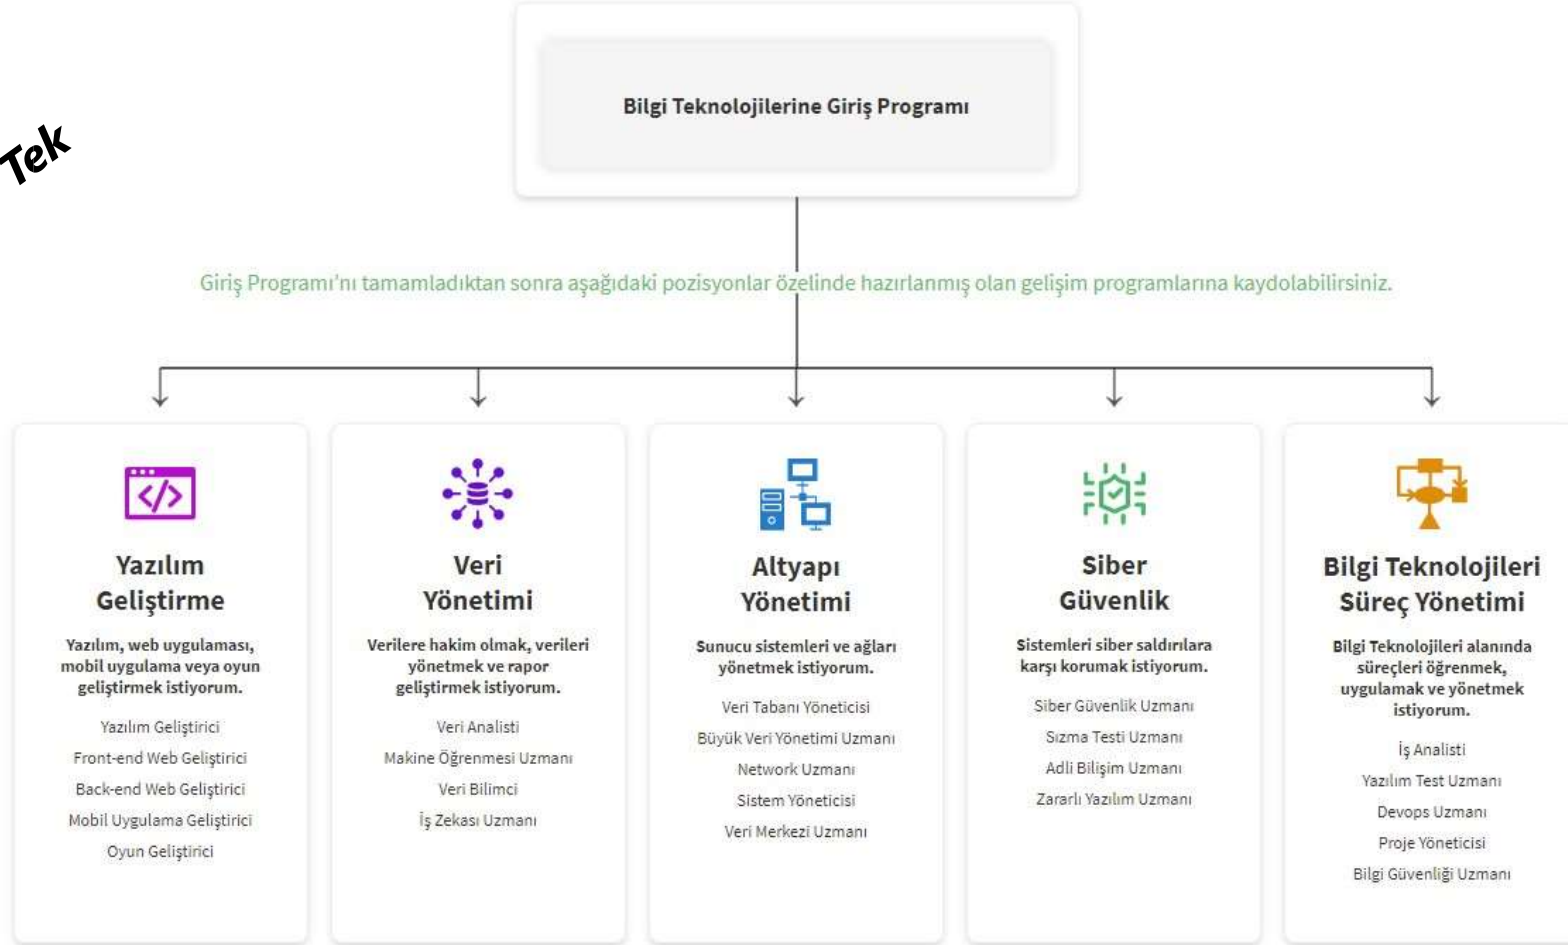 Bilgi Teknolojilerine Giriş Programı
Tek
Giriş Programı'nı tamamladıktan sonra aşağıdaki pozisyonlar özelinde hazırlanmış olan gelişim programlarına kaydolabilirsiniz.
Yazılım
Geliştirme
Yazılım, web uygulaması,
mobil uygulama veya oyun
geliştirmek istiyorum.
Yazılım Geliştirici
Front-end Web Geliştirici
Back-end Web Geliştirici
Mobil Uygulama Geliştirici
Oyun Geliştirici
Veri
Yönetimi
Verilere hakim olmak, verileri
yönetmek ve rapor
geliştirmek istiyorum.
Veri Analisti
Makine Öğrenmesi Uzmanı
Veri Bilimci
İş Zekası Uzmanı
Altyapı
Yönetimi
Sunucu sistemleri ve ağları
yönetmek istiyorum.
Veri Tabanı Yöneticisi
Büyük Veri Yönetimi Uzmanı
Network Uzmanı
Sistem Yöneticisi
Veri Merkezi Uzmanı
Siber
Güvenlik
Sistemleri siber saldırılara
karşı korumak istiyorum.
Siber Güvenlik Uzmanı
Sızma Testi Uzmanı
Adli Bilişim Uzmanı
Zararlı Yazılım Uzmanı
Bilgi Teknolojileri
Süreç Yönetimi
Bilgi Teknolojileri alanında
süreçleri öğrenmek,
uygulamak ve yönetmek
istiyorum.
İş Analisti
Yazılım Test Uzmanı
Devops Uzmanı
Proje Yöneticisi
Bilgi Güvenliği Uzmanı